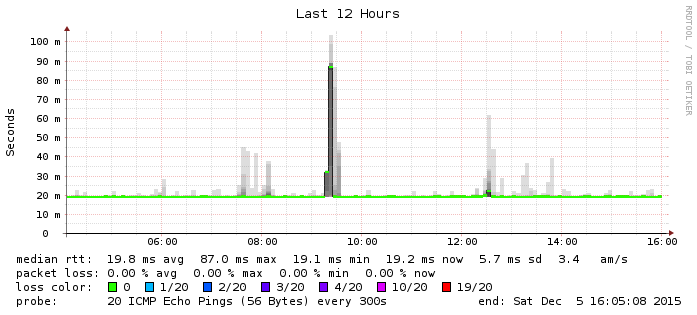 Last 12 Hours
RRDTOOL / TOBI OETIKER
Seconds
100 m
90 m
80 m
70 m
60 m
50 m
40 m
30 m
20 m
10 m
0
06:00 08:00 10:00 12:00 14:00 16:00
median rtt: 19.8 ms avg 87.0 ms max 19.1 ms min 19.2 ms now 5.7 ms sd 3.4 am/s
packet loss: 0.00 % avg 0.00 % max 0.00 % min 0.00 % now
loss color: 0 1/20 2/20 3/20 4/20 10/20 19/20
probe: 20 ICMP Echo Pings (56 Bytes) every 300s end: Sat Dec 5 16:05:08 2015